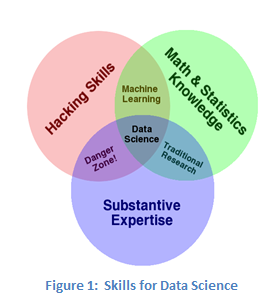 Hacking Skills
Math & Statistics
Knowledge
Machine
Learning
Data
Science
Danger
Zone!
Traditional
Research
Substantive
Expertise
Figure 1:  Skills for Data Science